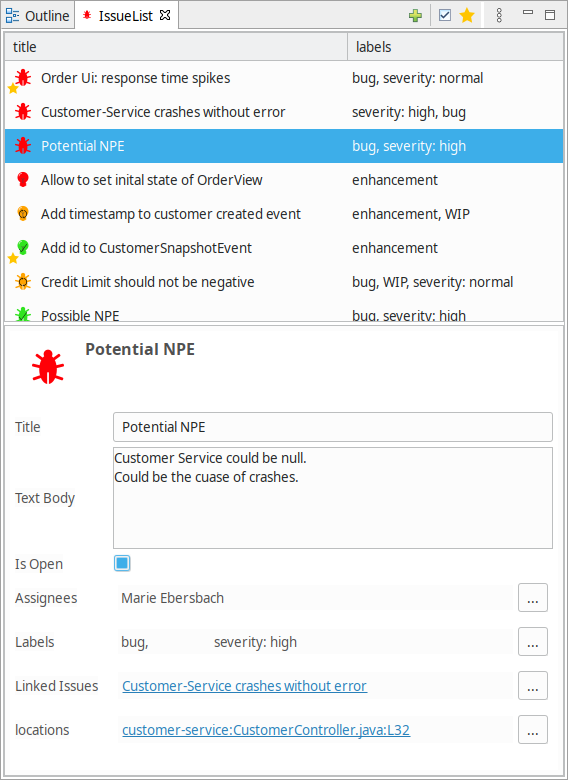 Outline IssueList
title labels
Order Ui: response time spikes bug, severity: normal
Customer-Service crashes without error severity: high, bug
Potential NPE bug, severity: high
Allow to set inital state of OrderView enhancement
Add timestamp to customer created event enhancement, WIP
Add id to CustomerSnapshotEvent enhancement
Credit Limit should not be negative bug, WIP, severity: normal
Possible NPE bug, severity: high
Potential NPE
Title Potential NPE
Customer Service could be null.
Could be the cuase of crashes.
Text Body
Is Open
Assignees Marie Ebersbach ...
Labels bug, severity: high ...
Linked Issues Customer-Service crashes without error ...
locations customer-service:CustomerController.java:L32 ...